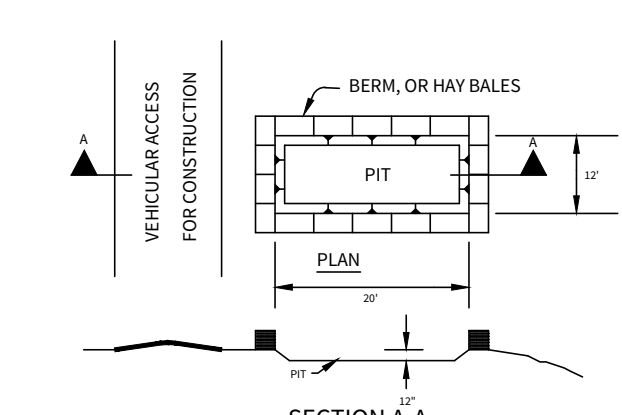 BERM, OR HAY BALES
A
A
VEHICULAR ACCESS
FOR CONSTRUCTION
PIT
12'
PLAN
20'
PIT
12"
SECTION A-A